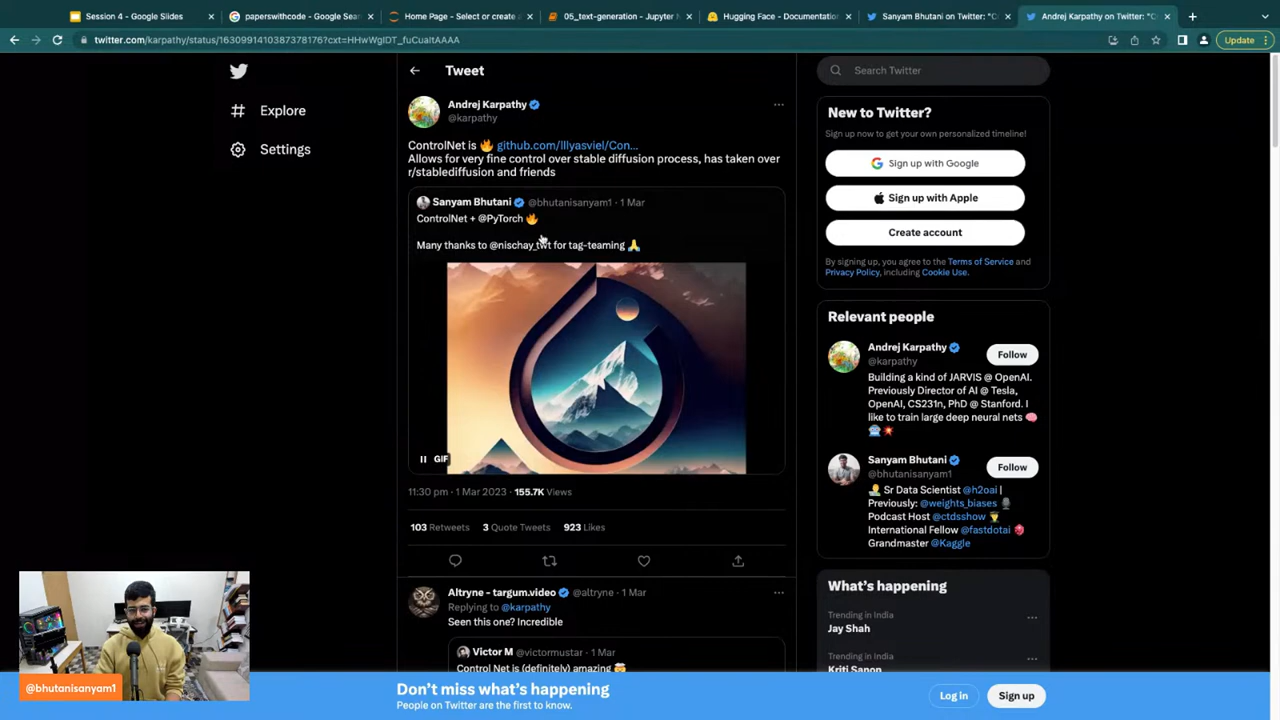 Session 4 - Google Slides
paperswithcode - Google Sear
Home Page - Select or create a
05_text-generation - Jupyter N
Hugging Face - Documentation
Sanyam Bhutani on Twitter: "C
Andrej Karpathy on Twitter: "C
twitter.com/karpathy/status/1630991410387378176?cxt=HHwWgIDT_fuCualtAAAA
Update
Explore
Settings
Tweet
Andrej Karpathy
@karpathy
ControlNet is 🔥 github.com/lllyasviel/Con...
Allows for very fine control over stable diffusion process, has taken over
r/stablediffusion and friends
Sanyam Bhutani @bhutanisanyam1 · 1 Mar
ControlNet + @PyTorch 🔥
Many thanks to @nischay_twt for tag-teaming 🙏
GIF
11:30 pm · 1 Mar 2023 · 155.7K Views
103 Retweets 3 Quote Tweets 923 Likes
Altryne - targum.video @altryne · 1 Mar
Replying to @karpathy
Seen this one? Incredible
Victor M @victormustar · 1 Mar
Control Net is (definitely) amazing 🤯
Search Twitter
New to Twitter?
Sign up now to get your own personalized timeline!
Sign up with Google
Sign up with Apple
Create account
By signing up, you agree to the Terms of Service and
Privacy Policy, including Cookie Use.
Relevant people
Andrej Karpathy
@karpathy
Follow
Building a kind of JARVIS @ OpenAI.
Previously Director of AI @ Tesla,
OpenAI, CS231n, PhD @ Stanford. I
like to train large deep neural nets 🧠
🤖💥
Sanyam Bhutani
@bhutanisanyam1
Follow
Sr Data Scientist @h2oai |
Previously: @weights_biases
Podcast Host @ctdsshow
International Fellow @fastdotai
Grandmaster @Kaggle
What's happening
Trending in India
Jay Shah
Trending in India
Kriti Sanon
@bhutanisanyam1
Don't miss what's happening
People on Twitter are the first to know.
Log in
Sign up